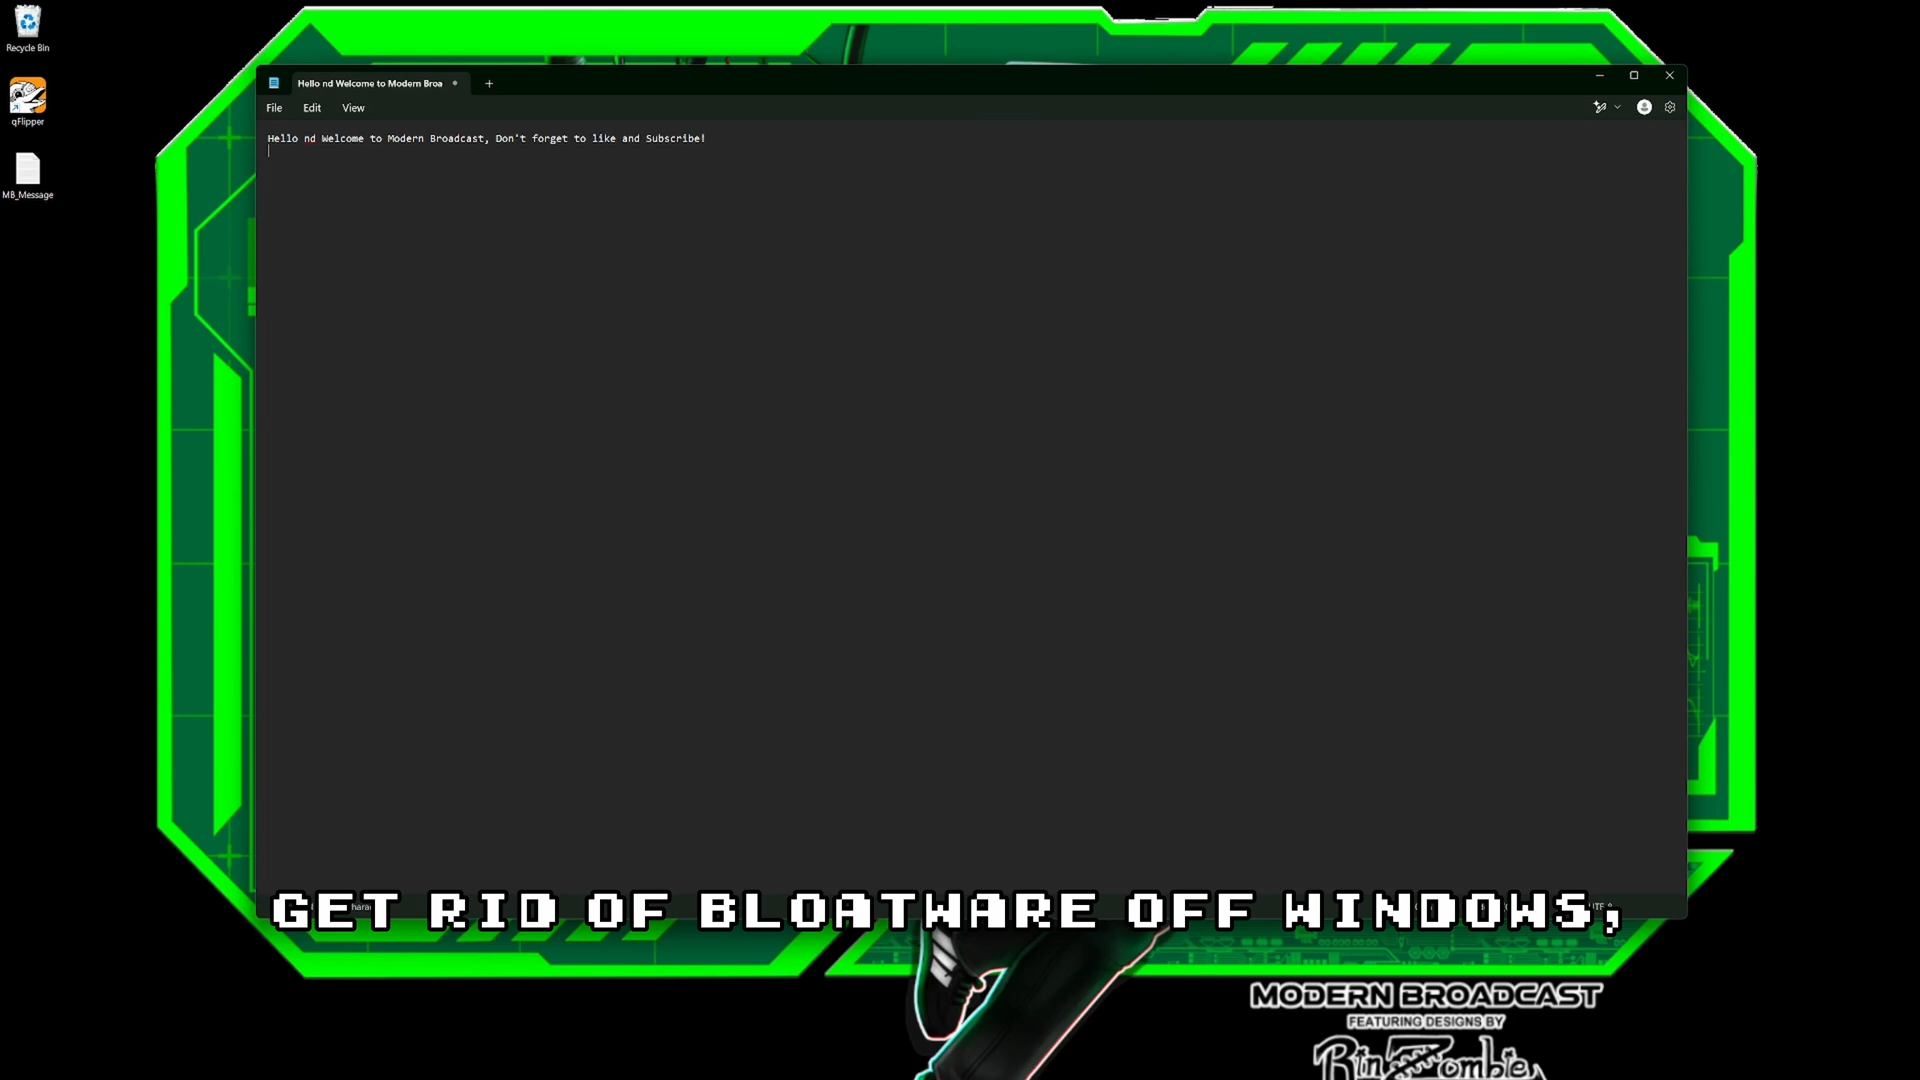 Recycle Bin
qFlipper
MB_Message
Hello nd Welcome to Modern Broa
File Edit View
Hello nd Welcome to Modern Broadcast, Don't forget to like and Subscribe!
GET RID OF BLOATWARE OFF WINDOWS,
MODERN BROADCAST
FEATURING DESIGNS BY
RinZombie